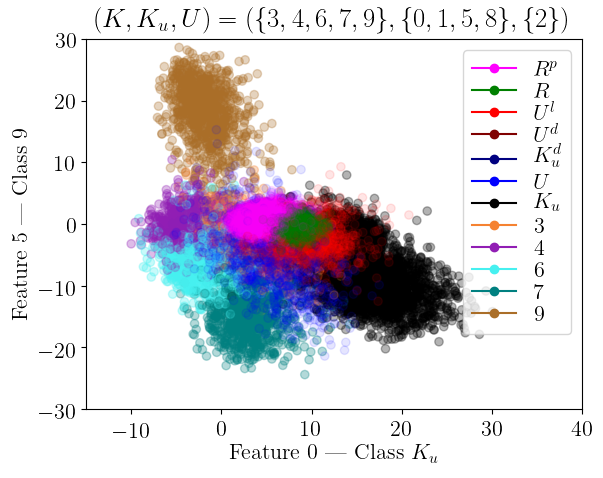 (K, K_u, U) = ({3, 4, 6, 7, 9}, {0, 1, 5, 8}, {2})
30
20
10
0
−10
−20
−30
Feature 5 — Class 9
R^p
R
U^l
U^d
K_u^d
U
K_u
3
4
6
7
9
−10
0
10
20
30
40
Feature 0 — Class K_u